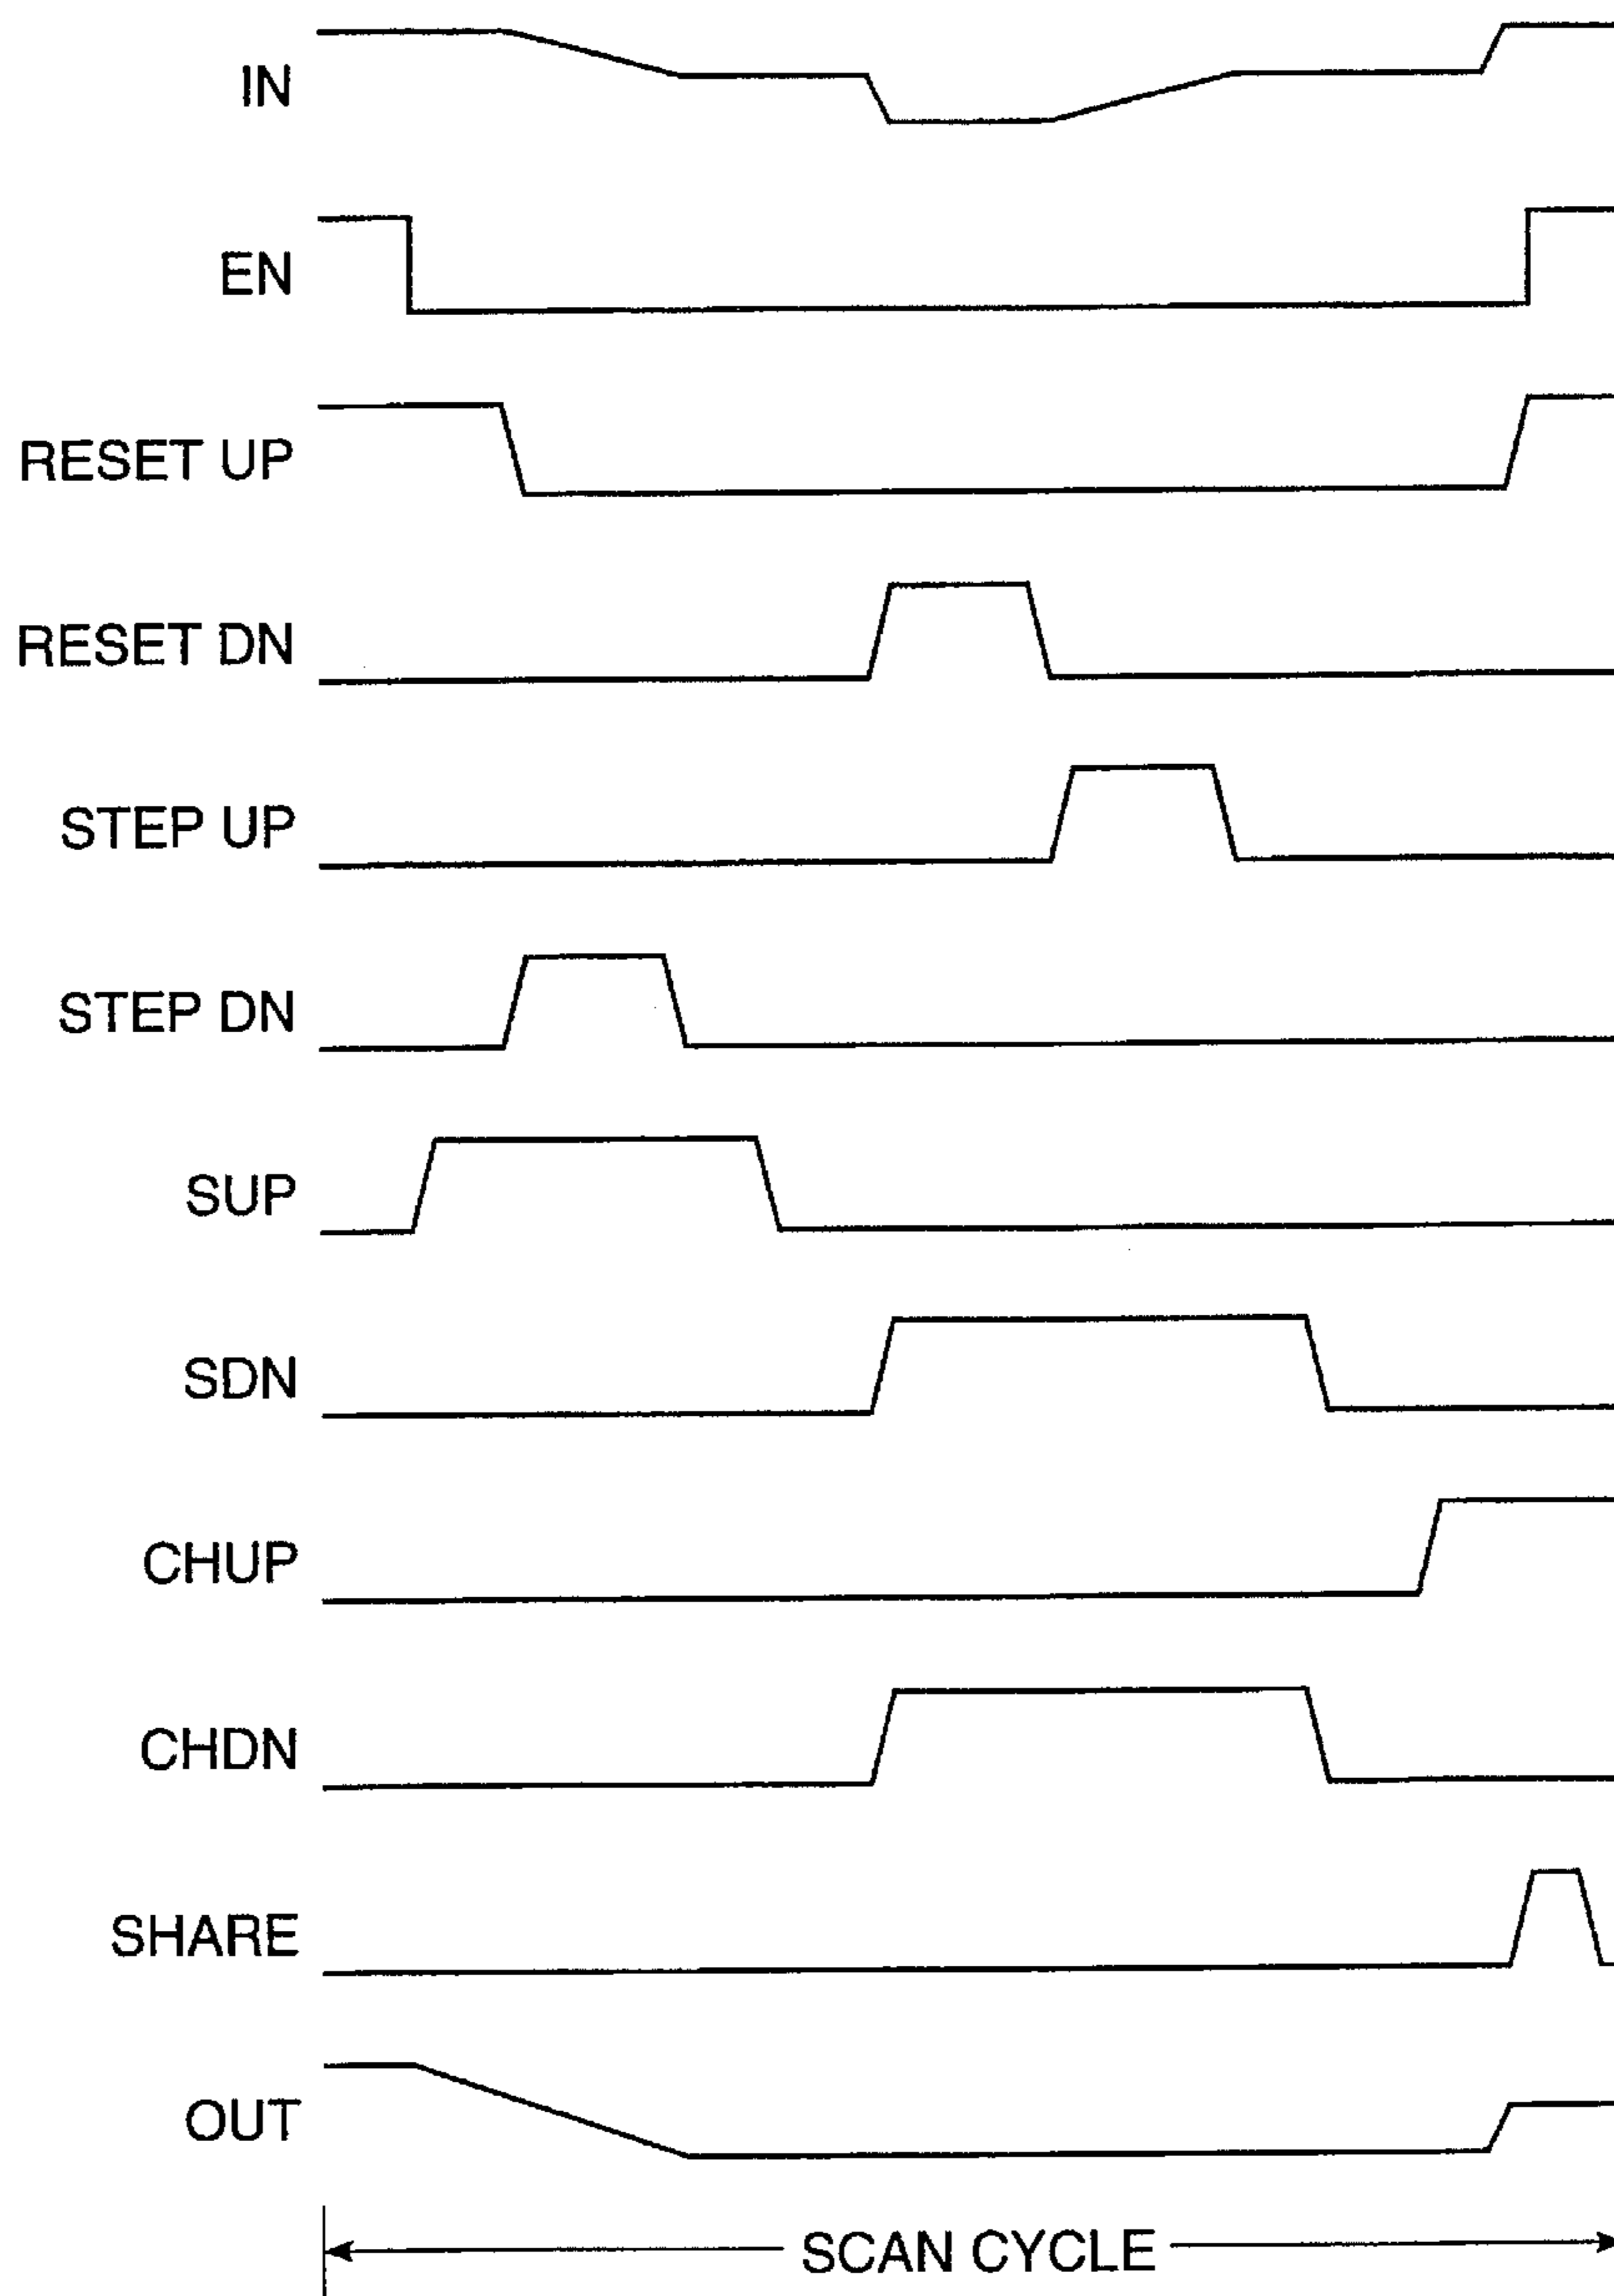 IN
EN
RESET UP
RESET DN
STEP UP
STEP DN
SUP
SDN
CHUP
CHDN
SHARE
OUT
SCAN CYCLE